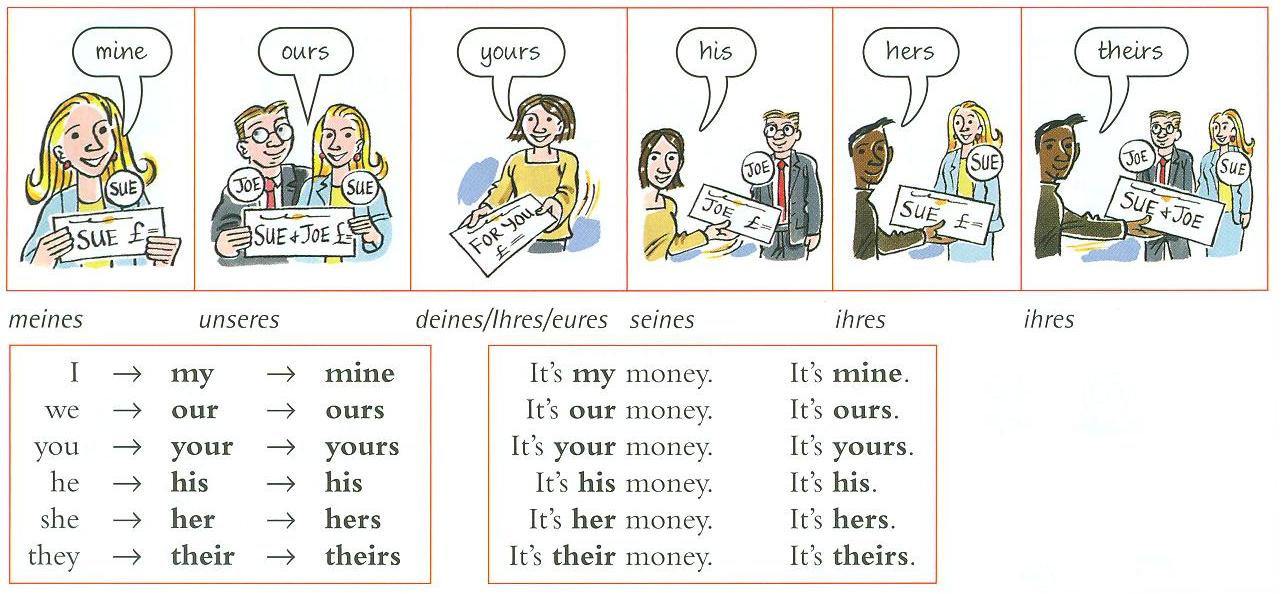 mine
ours
yours
his
hers
theirs
SUE
SUE £=
JOE
SUE
SUE & JOE £=
FOR YOU
£=
JOE
JOE £=
SUE
SUE £=
JOE
SUE
SUE & JOE
meines unseres deines/Ihres/eures seines ihres ihres
I → my → mine
we → our → ours
you → your → yours
he → his → his
she → her → hers
they → their → theirs
It's my money. It's mine.
It's our money. It's ours.
It's your money. It's yours.
It's his money. It's his.
It's her money. It's hers.
It's their money. It's theirs.